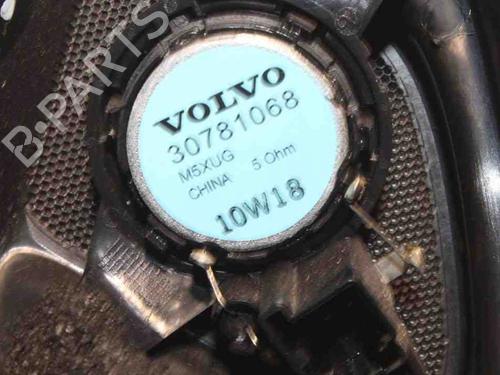 B-PARTS
VOLVO
30781068
M5XUG
CHINA 5 Ohm
10W18